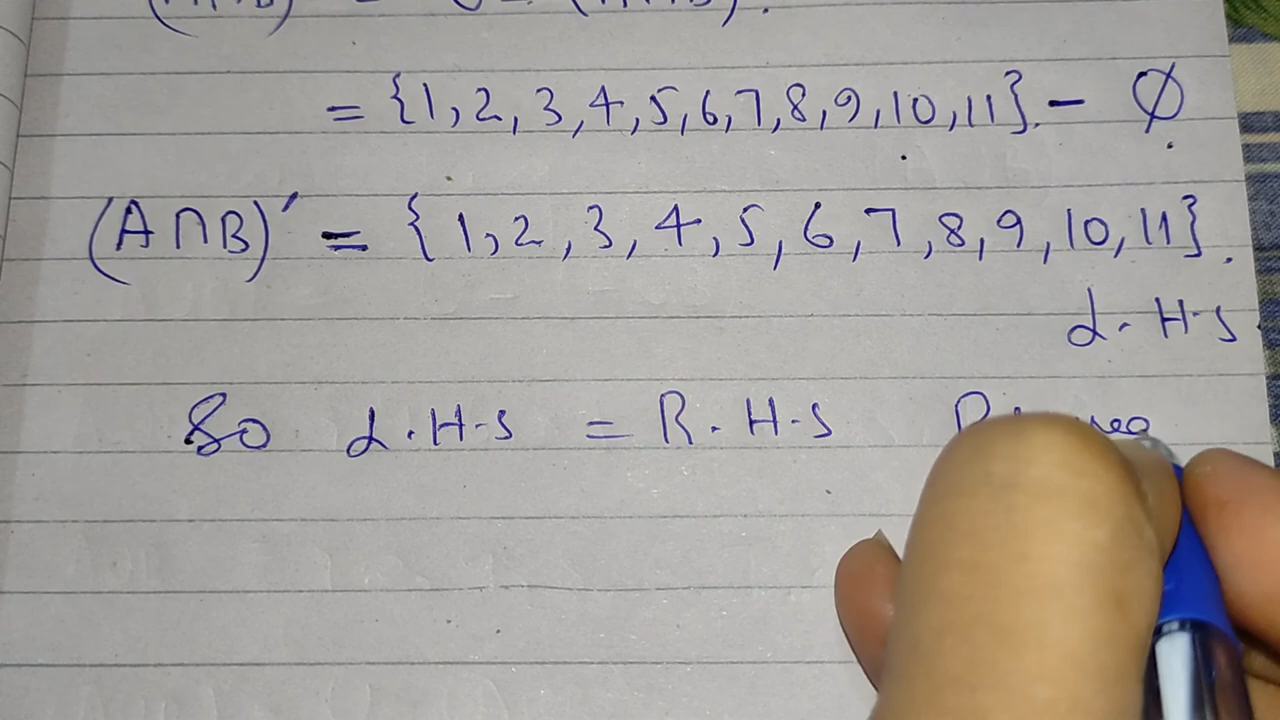 = {1, 2, 3, 4, 5, 6, 7, 8, 9, 10, 11}. - Ø
(A∩B)' = {1, 2, 3, 4, 5, 6, 7, 8, 9, 10, 11}.
L.H.S
So L.H.S = R.H.S